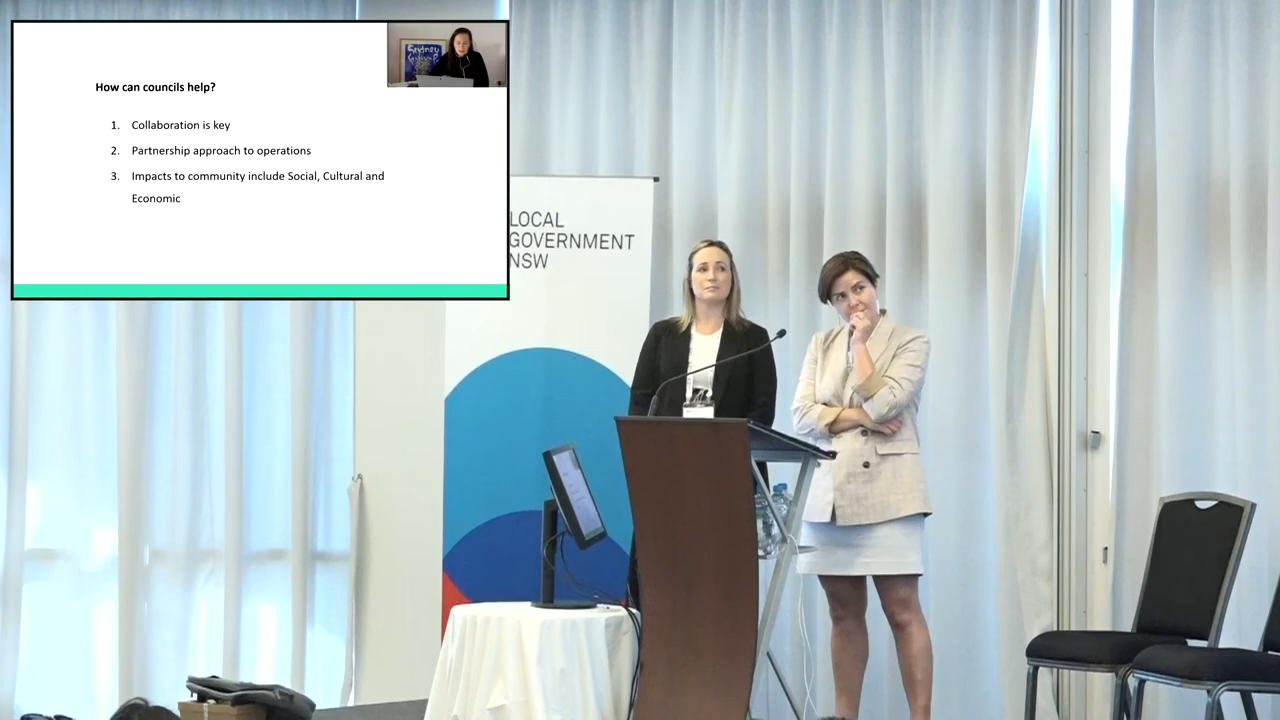 How can councils help?
1. Collaboration is key
2. Partnership approach to operations
3. Impacts to community include Social, Cultural and
Economic
Sydney
LOCAL
GOVERNMENT
NSW